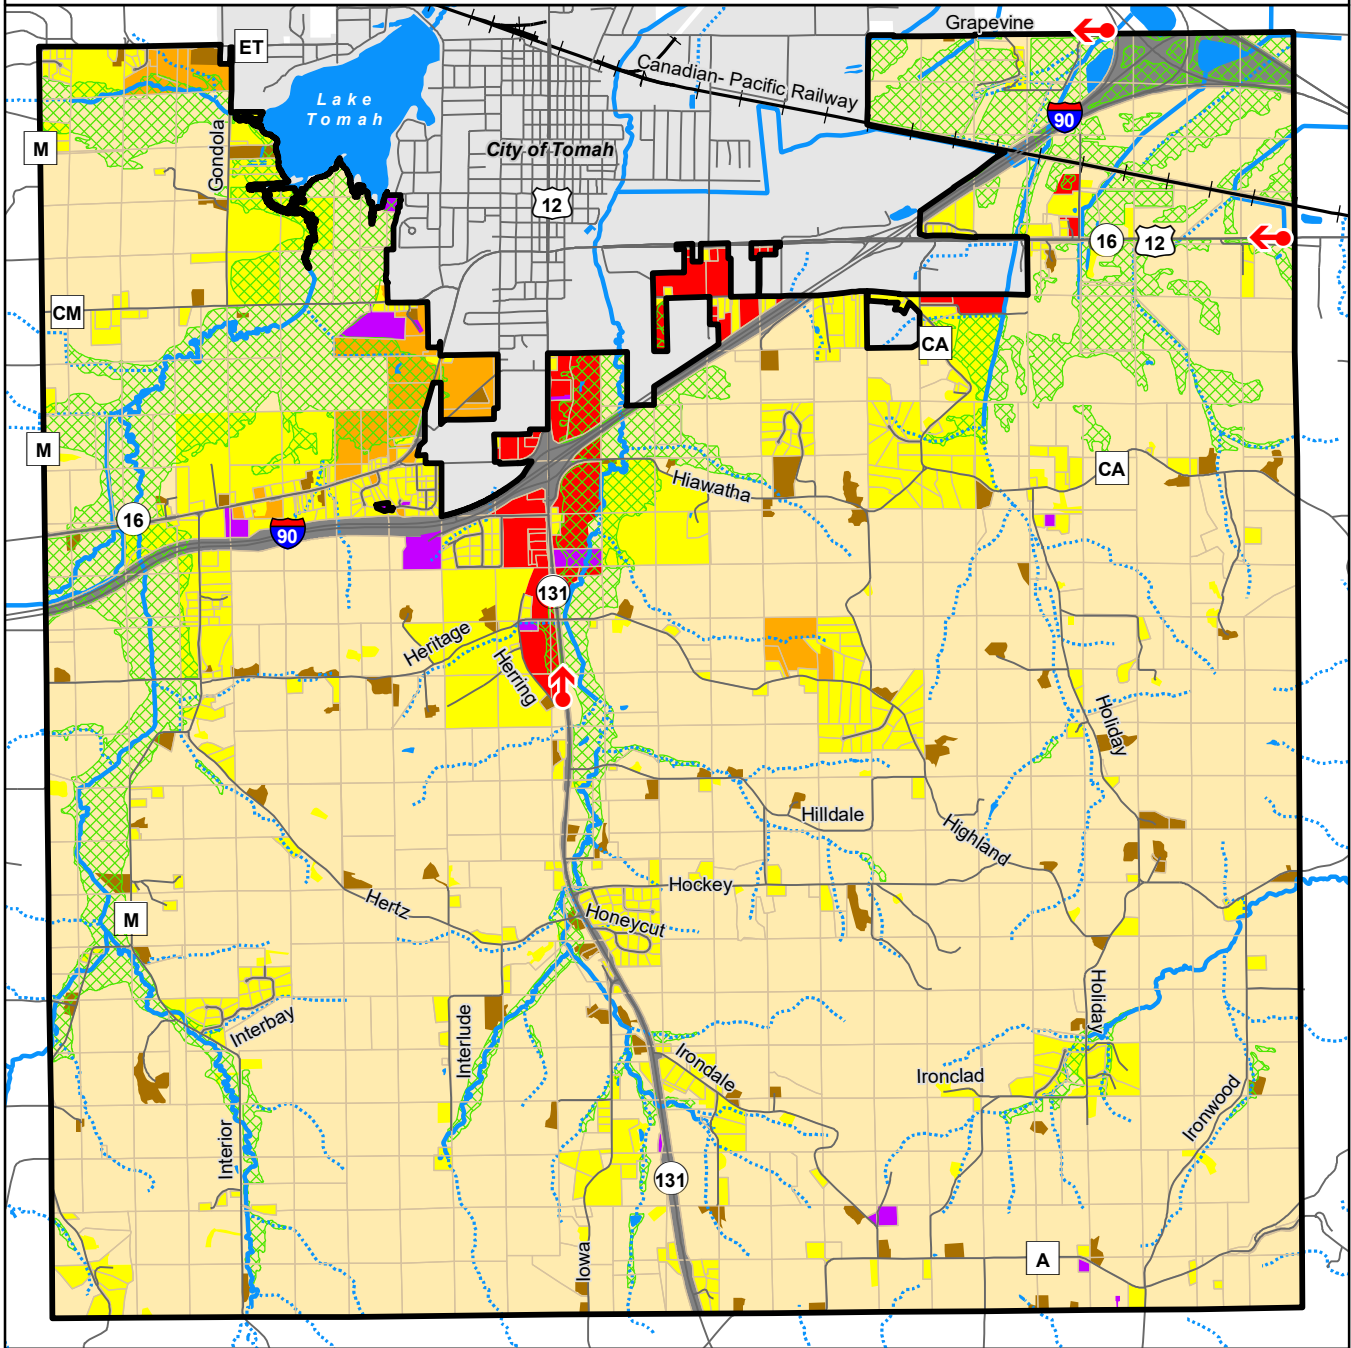 Grapevine
ET
Canadian- Pacific Railway
Lake
Tomah
90
M
Gondola
City of Tomah
12
16
12
CM
CA
M
CA
Hiawatha
16
90
131
Heritage
Herring
Holiday
Hilldale
Highland
Hockey
Hertz
Honeycut
M
Holiday
Interbay
Interlude
Irondale
Ironclad
Ironwood
Interior
131
Iowa
A